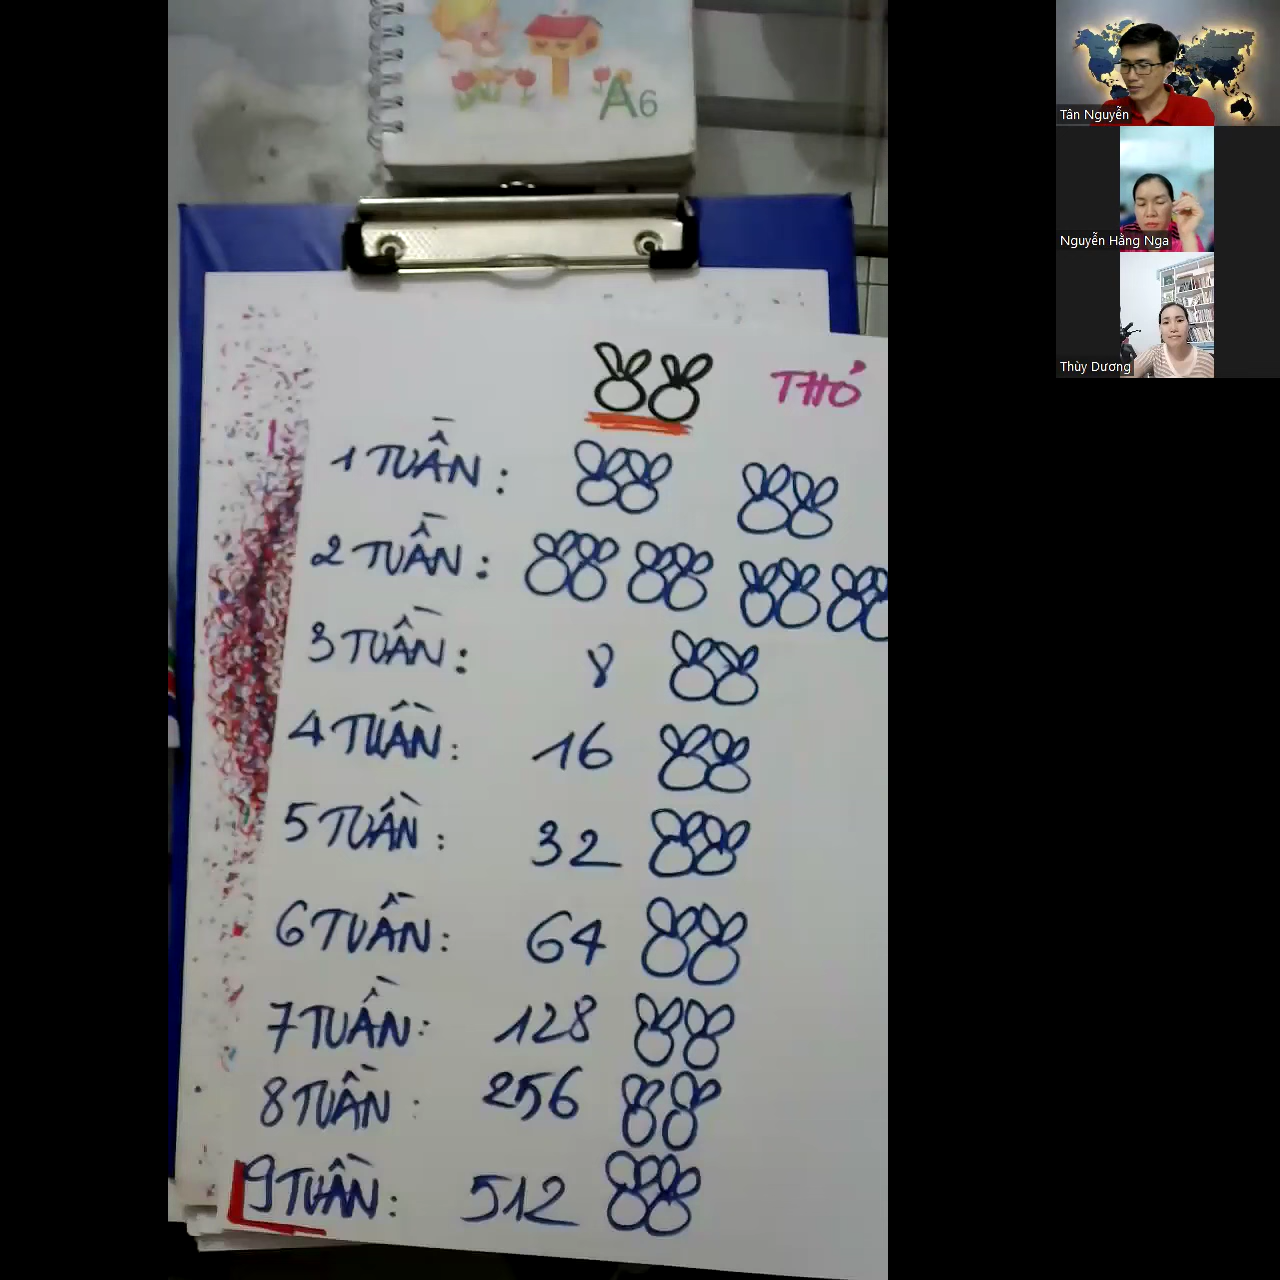 A6
THỎ
1 TUẦN:
2 TUẦN:
3 TUẦN: 8
4 TUẦN: 16
5 TUẦN: 32
6 TUẦN: 64
7 TUẦN: 128
8 TUẦN: 256
9 TUẦN: 512
Tân Nguyễn
Nguyễn Hằng Nga
Thùy Dương